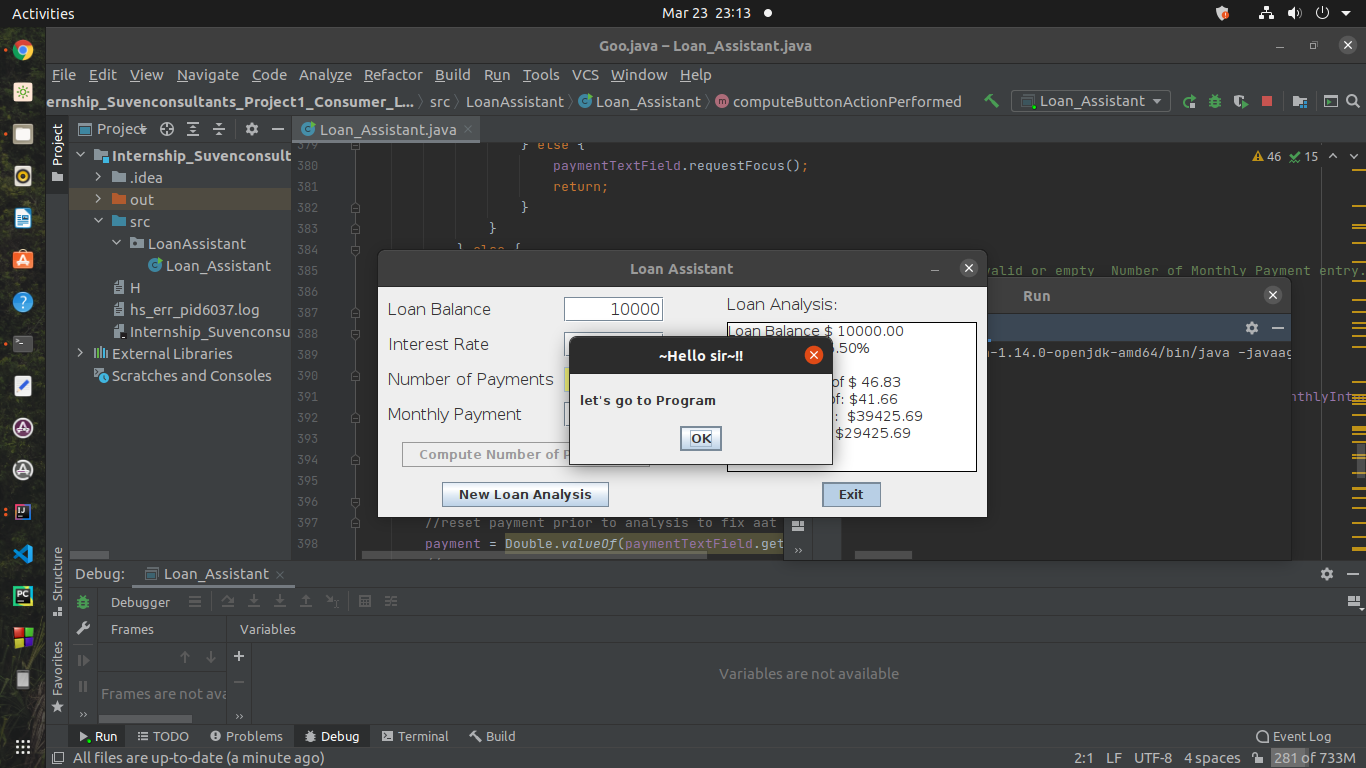 Activities
Mar 23 23:13
Goo.java – Loan_Assistant.java
File Edit View Navigate Code Analyze Refactor Build Run Tools VCS Window Help
ernship_Suvenconsultants_Project1_Consumer_L... src LoanAssistant Loan_Assistant computeButtonActionPerformed
Loan_Assistant
Project
Project
Loan_Assistant.java
Internship_Suvenconsult
.idea
out
src
LoanAssistant
Loan_Assistant
H
hs_err_pid6037.log
Internship_Suvenconsu
External Libraries
Scratches and Consoles
46 15
379 } else {
380 paymentTextField.requestFocus();
381 return;
382 }
383 }
384 } else {
385 valid or empty Number of Monthly Payment entry.
386
387
388
389
390
391 nthlyInt
392
393
394
395
396
397 //reset payment prior to analysis to fix aat
398 payment = Double.valueOf(paymentTextField.get
Loan Assistant
Loan Balance 10000
Interest Rate
Number of Payments
Monthly Payment
Compute Number of P
New Loan Analysis
Loan Analysis:
Loan Balance $ 10000.00
.50%
of $ 46.83
of: $41.66
: $39425.69
$29425.69
Exit
~Hello sir~!!
let's go to Program
OK
Run
-1.14.0-openjdk-amd64/bin/java -javaag
Structure
Favorites
Debug: Loan_Assistant
Debugger
Frames
Variables
Frames are not ava
Variables are not available
Run TODO Problems Debug Terminal Build
Event Log
All files are up-to-date (a minute ago)
2:1 LF UTF-8 4 spaces 281 of 733M